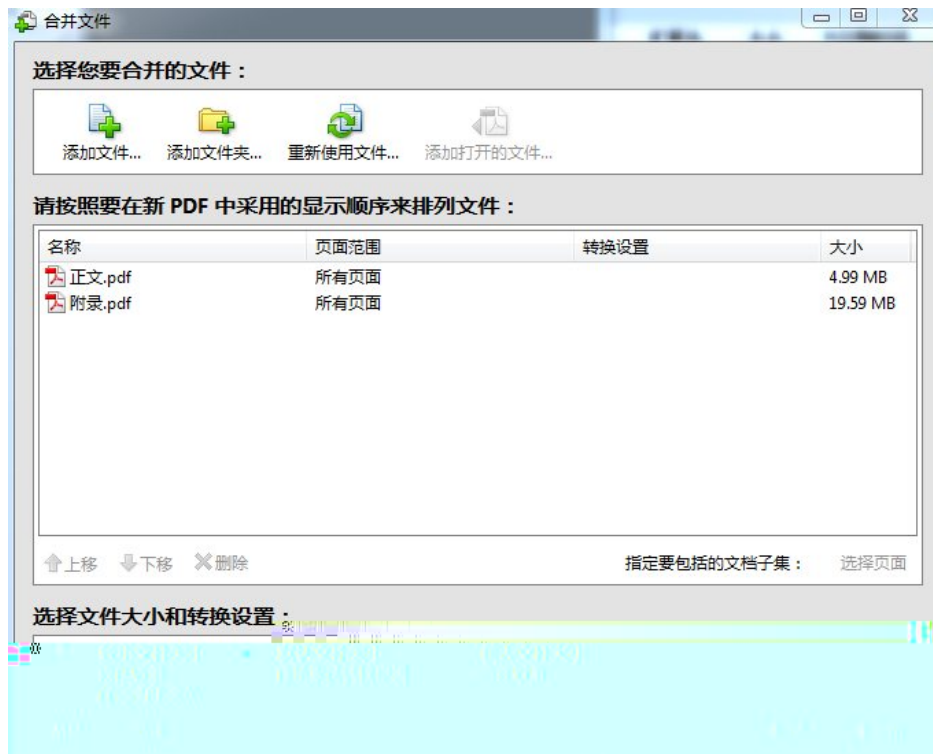 合并文件
选择您要合并的文件：
添加文件... 添加文件夹... 重新使用文件... 添加打开的文件...
请按照要在新 PDF 中采用的显示顺序来排列文件：
名称 页面范围 转换设置 大小
正文.pdf 所有页面 4.99 MB
附录.pdf 所有页面 19.59 MB
上移 下移 删除 指定要包括的文档子集： 选择页面
选择文件大小和转换设置：